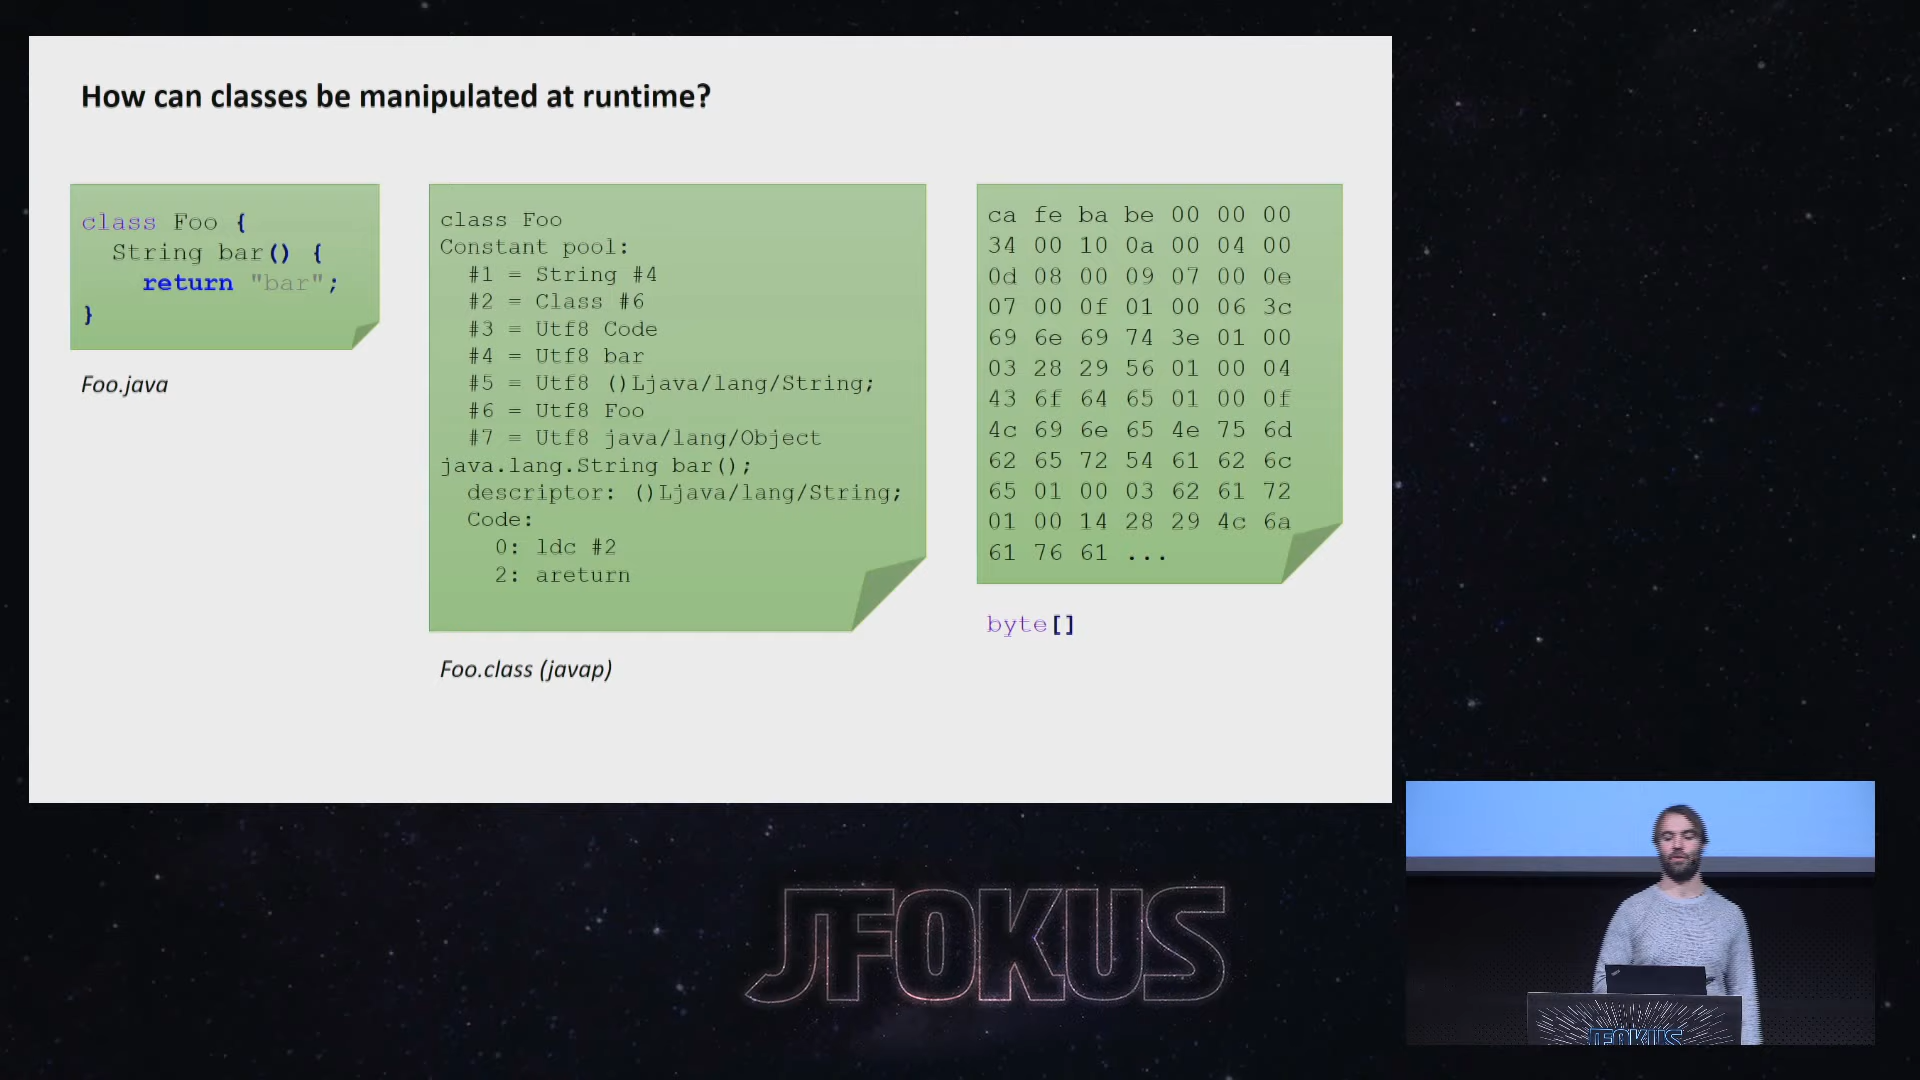 How can classes be manipulated at runtime?
class Foo {
String bar() {
return "bar";
}
Foo.java
class Foo
Constant pool:
#1 = String #4
#2 = Class #6
#3 = Utf8 Code
#4 = Utf8 bar
#5 = Utf8 ()Ljava/lang/String;
#6 = Utf8 Foo
#7 = Utf8 java/lang/Object
java.lang.String bar();
descriptor: ()Ljava/lang/String;
Code:
0: ldc #2
2: areturn
Foo.class (javap)
ca fe ba be 00 00 00
34 00 10 0a 00 04 00
0d 08 00 09 07 00 0e
07 00 0f 01 00 06 3c
69 6e 69 74 3e 01 00
03 28 29 56 01 00 04
43 6f 64 65 01 00 0f
4c 69 6e 65 4e 75 6d
62 65 72 54 61 62 6c
65 01 00 03 62 61 72
01 00 14 28 29 4c 6a
61 76 61 ...
byte[]
JFOKUS
JFOKUS